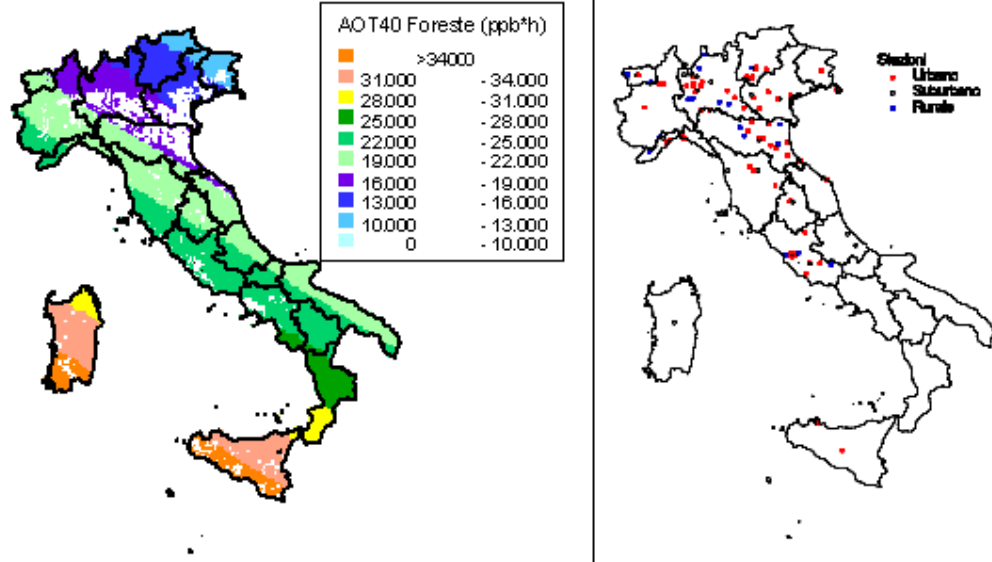 AOT40 Foreste (ppb*h)
>34000
31.000 - 34.000
28.000 - 31.000
25.000 - 28.000
22.000 - 25.000
19.000 - 22.000
16.000 - 19.000
13.000 - 16.000
10.000 - 13.000
0 - 10.000
Stazioni
Urbano
Suburbano
Rurale